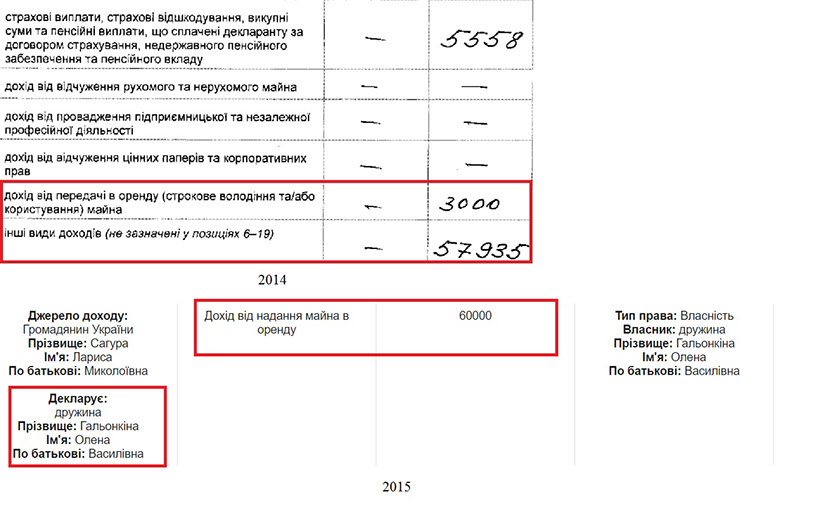 страхові виплати, страхові відшкодування, викупні
суми та пенсійні виплати, що сплачені декларанту за
договором страхування, недержавного пенсійного
забезпечення та пенсійного вкладу
— 5558
дохід від відчуження рухомого та нерухомого майна — —
дохід від провадження підприємницької та незалежної
професійної діяльності — —
дохід від відчуження цінних паперів та корпоративних
прав — —
дохід від передачі в оренду (строкове володіння та/або
користування) майна — 3000
інші види доходів (не зазначені у позиціях 6–19)
— 57935
2014
Джерело доходу:
Громадянин України
Прізвище: Сагура
Ім'я: Лариса
По батькові: Миколоївна
Декларує:
дружина
Прізвище: Гальонкіна
Ім'я: Олена
По батькові: Василівна
Дохід від надання майна в
оренду
60000
Тип права: Власність
Власник: дружина
Прізвище: Гальонкіна
Ім'я: Олена
По батькові: Василівна
2015